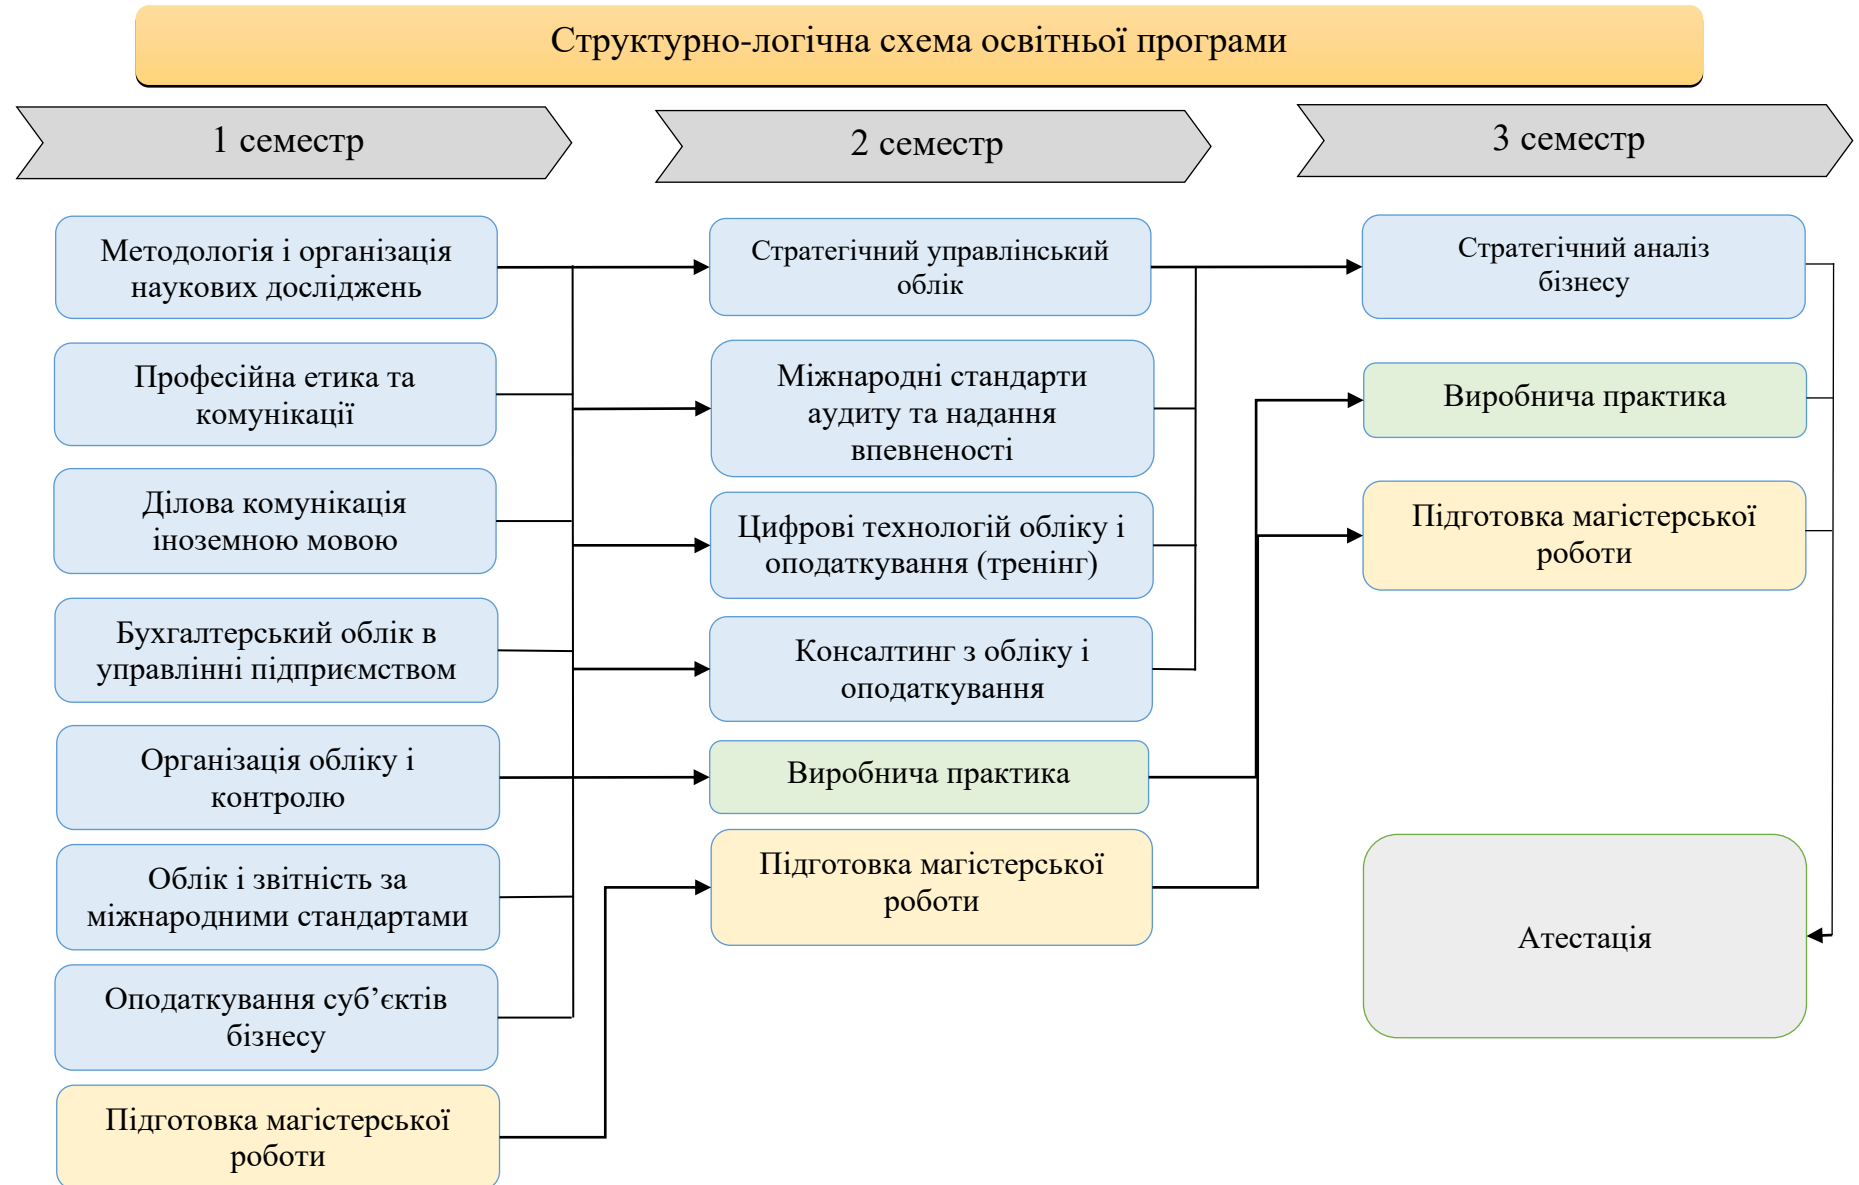 Структурно-логічна схема освітньої програми
1 семестр
2 семестр
3 семестр
Методологія і організація
наукових досліджень
Професійна етика та
комунікації
Ділова комунікація
іноземною мовою
Бухгалтерський облік в
управлінні підприємством
Організація обліку і
контролю
Облік і звітність за
міжнародними стандартами
Оподаткування суб’єктів
бізнесу
Підготовка магістерської
роботи
Стратегічний управлінський
облік
Міжнародні стандарти
аудиту та надання
впевненості
Цифрові технологій обліку і
оподаткування (тренінг)
Консалтинг з обліку і
оподаткування
Виробнича практика
Підготовка магістерської
роботи
Стратегічний аналіз
бізнесу
Виробнича практика
Підготовка магістерської
роботи
Атестація